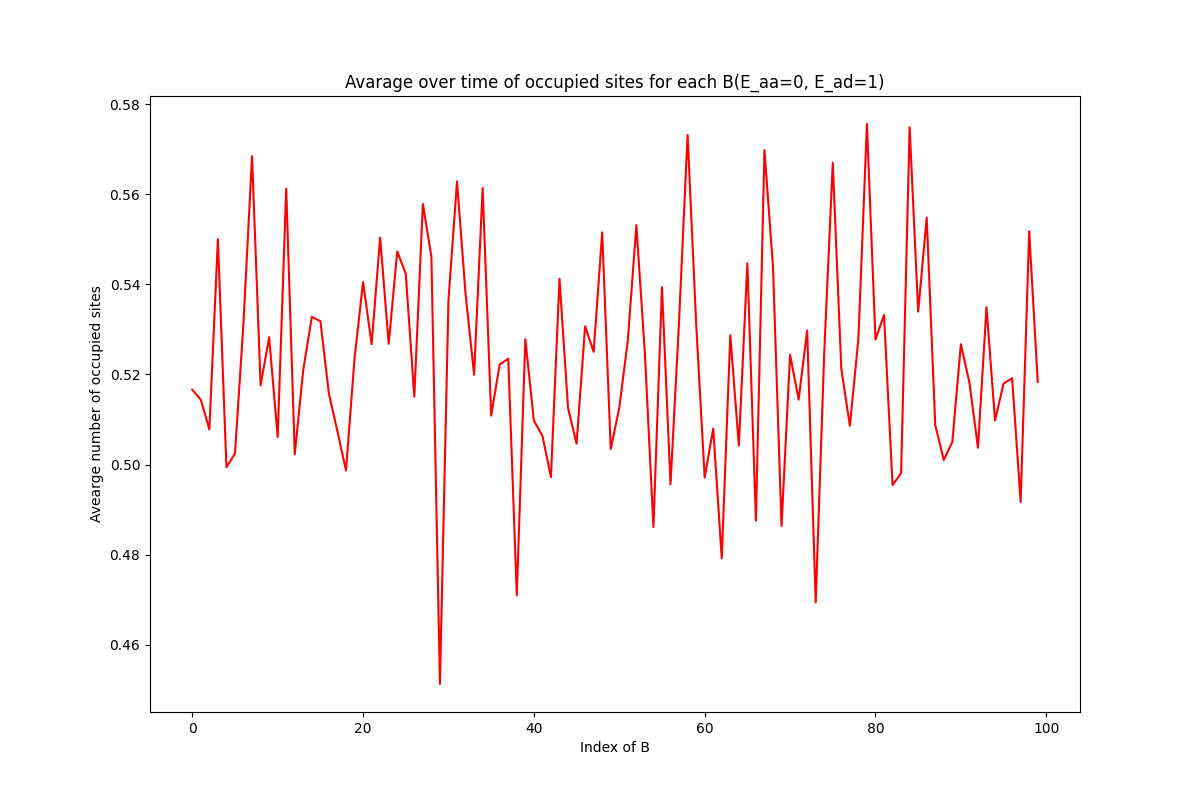 Avarage over time of occupied sites for each B(E_aa=0, E_ad=1)
0.58
0.56
0.54
0.52
0.50
0.48
0.46
Avearge number of occupied sites
0 20 40 60 80 100
Index of B